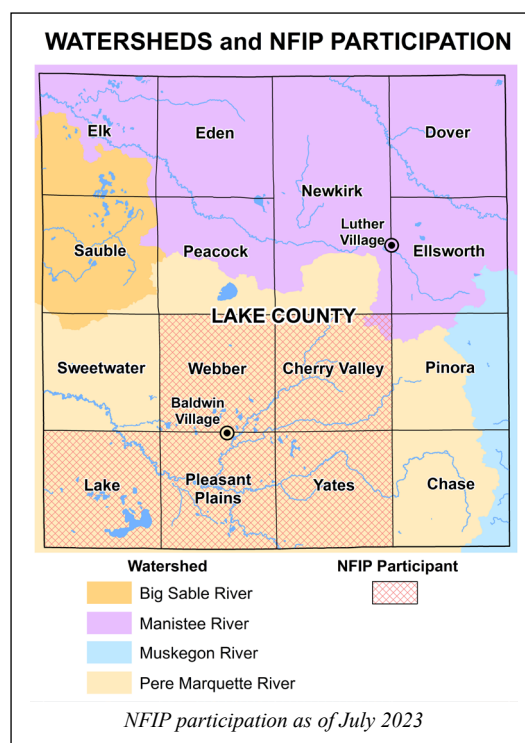 WATERSHEDS and NFIP PARTICIPATION
Elk
Eden
Dover
Newkirk
Luther
Village
Sauble
Peacock
Ellsworth
LAKE COUNTY
Sweetwater
Webber
Cherry Valley
Pinora
Baldwin
Village
Lake
Pleasant
Plains
Yates
Chase
Watershed
NFIP Participant
Big Sable River
Manistee River
Muskegon River
Pere Marquette River
NFIP participation as of July 2023